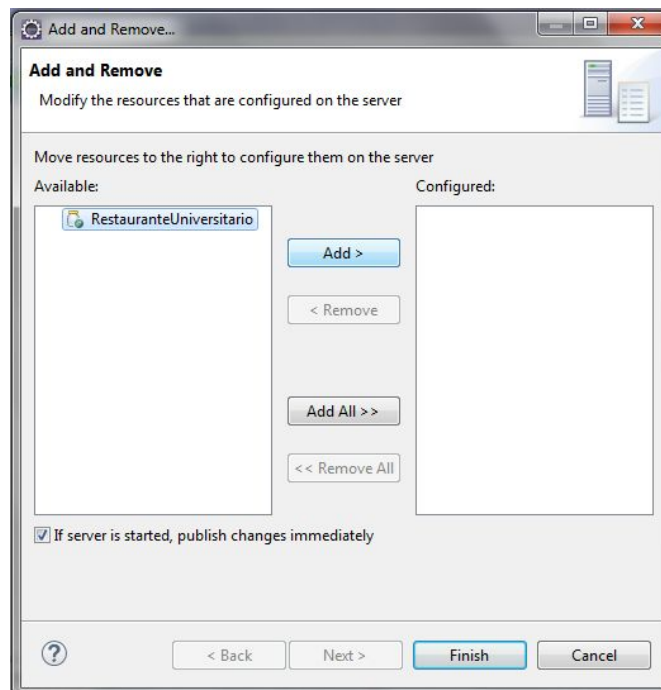 Add and Remove...
Add and Remove
Modify the resources that are configured on the server
Move resources to the right to configure them on the server
Available:
Configured:
RestauranteUniversitario
Add >
< Remove
Add All >>
<< Remove All
If server is started, publish changes immediately
?
< Back
Next >
Finish
Cancel